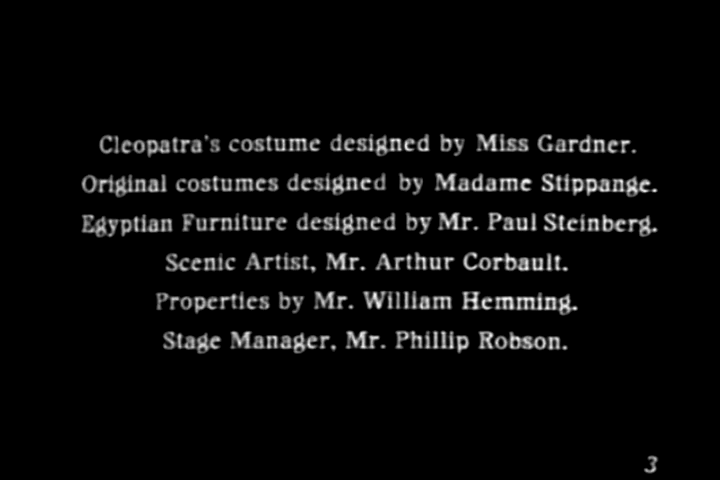 Cleopatra's costume designed by Miss Gardner.
Original costumes designed by Madame Stippange.
Egyptian Furniture designed by Mr. Paul Steinberg.
Scenic Artist, Mr. Arthur Corbault.
Properties by Mr. William Hemming.
Stage Manager, Mr. Phillip Robson.
3